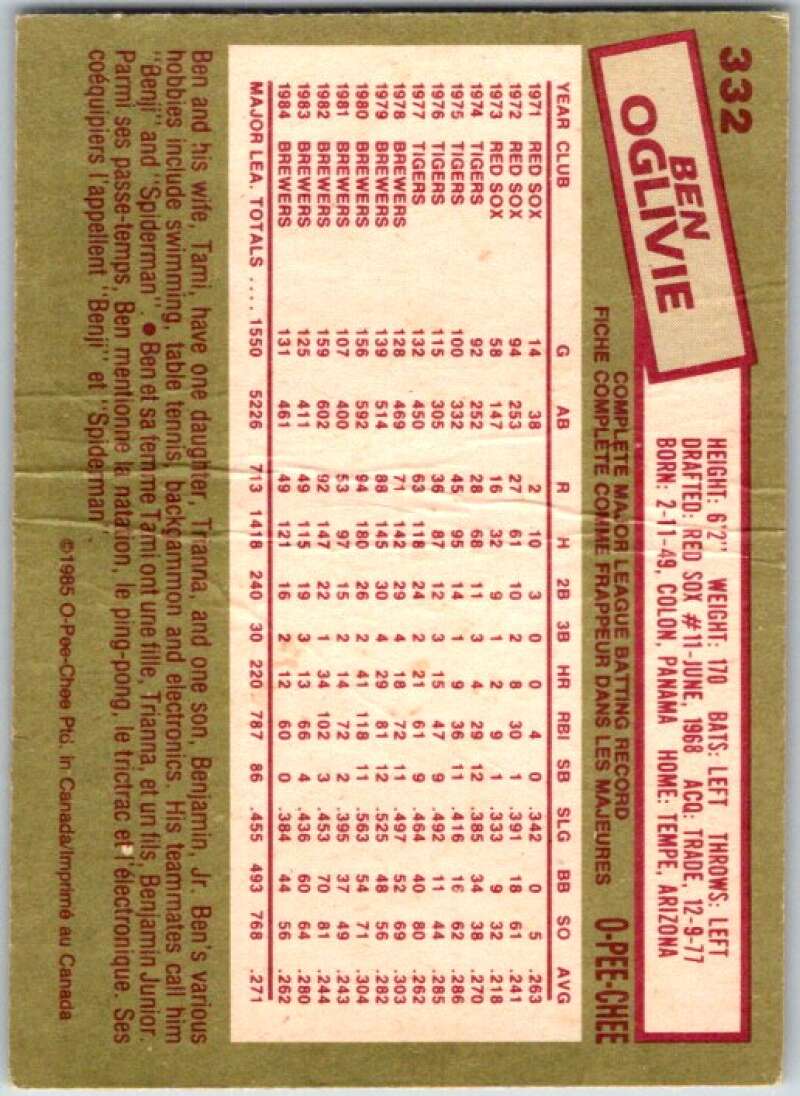 332
BEN
OGLIVIE
HEIGHT: 6'2" WEIGHT: 170 BATS: LEFT THROWS: LEFT
DRAFTED: RED SOX #11-JUNE, 1968 ACQ: TRADE, 12-9-77
BORN: 2-11-49, COLON, PANAMA HOME: TEMPE, ARIZONA
COMPLETE MAJOR LEAGUE BATTING RECORD
FICHE COMPLÈTE COMME FRAPPEUR DANS LES MAJEURES O-PEE-CHEE
YEAR CLUB G AB R H 2B 3B HR RBI SB SLG BB SO AVG
1971 RED SOX 14 38 2 10 3 0 0 4 0 .342 0 5 .263
1972 RED SOX 94 253 27 61 10 2 8 30 1 .391 18 61 .241
1973 RED SOX 58 147 16 32 9 1 2 9 1 .333 9 32 .218
1974 TIGERS 92 252 28 68 11 3 4 29 12 .385 34 38 .270
1975 TIGERS 100 332 45 95 14 1 9 36 11 .416 16 62 .286
1976 TIGERS 115 305 36 87 12 3 15 47 9 .492 11 44 .285
1977 TIGERS 132 450 63 118 24 2 21 61 9 .464 40 80 .262
1978 BREWERS 128 469 71 142 29 4 18 72 11 .497 52 69 .303
1979 BREWERS 139 514 88 145 30 4 29 81 12 .525 48 56 .282
1980 BREWERS 156 592 94 180 26 2 41 118 11 .563 54 71 .304
1981 BREWERS 107 400 53 97 15 2 14 72 2 .395 37 49 .243
1982 BREWERS 159 602 92 147 22 1 34 102 3 .453 70 81 .244
1983 BREWERS 125 411 49 115 19 3 13 66 4 .436 60 64 .280
1984 BREWERS 131 461 49 121 16 2 12 60 0 .384 44 56 .262
MAJOR LEA. TOTALS .... 1550 5226 713 1418 240 30 220 787 86 .455 493 768 .271
Ben and his wife, Tami, have one daughter, Trianna, and one son, Benjamin, Jr. Ben's various
hobbies include swimming, table tennis, backgammon and electronics. His teammates call him
"Benji" and "Spiderman". ● Ben et sa femme Tami ont une fille, Trianna, et un fils, Benjamin Junior.
Parmi ses passe-temps, Ben mentionne la natation, le ping-pong, le trictrac et l'électronique. Ses
coéquipiers l'appellent "Benji" et "Spiderman".
©1985 O-Pee-Chee Ptd. in Canada/Imprimé au Canada